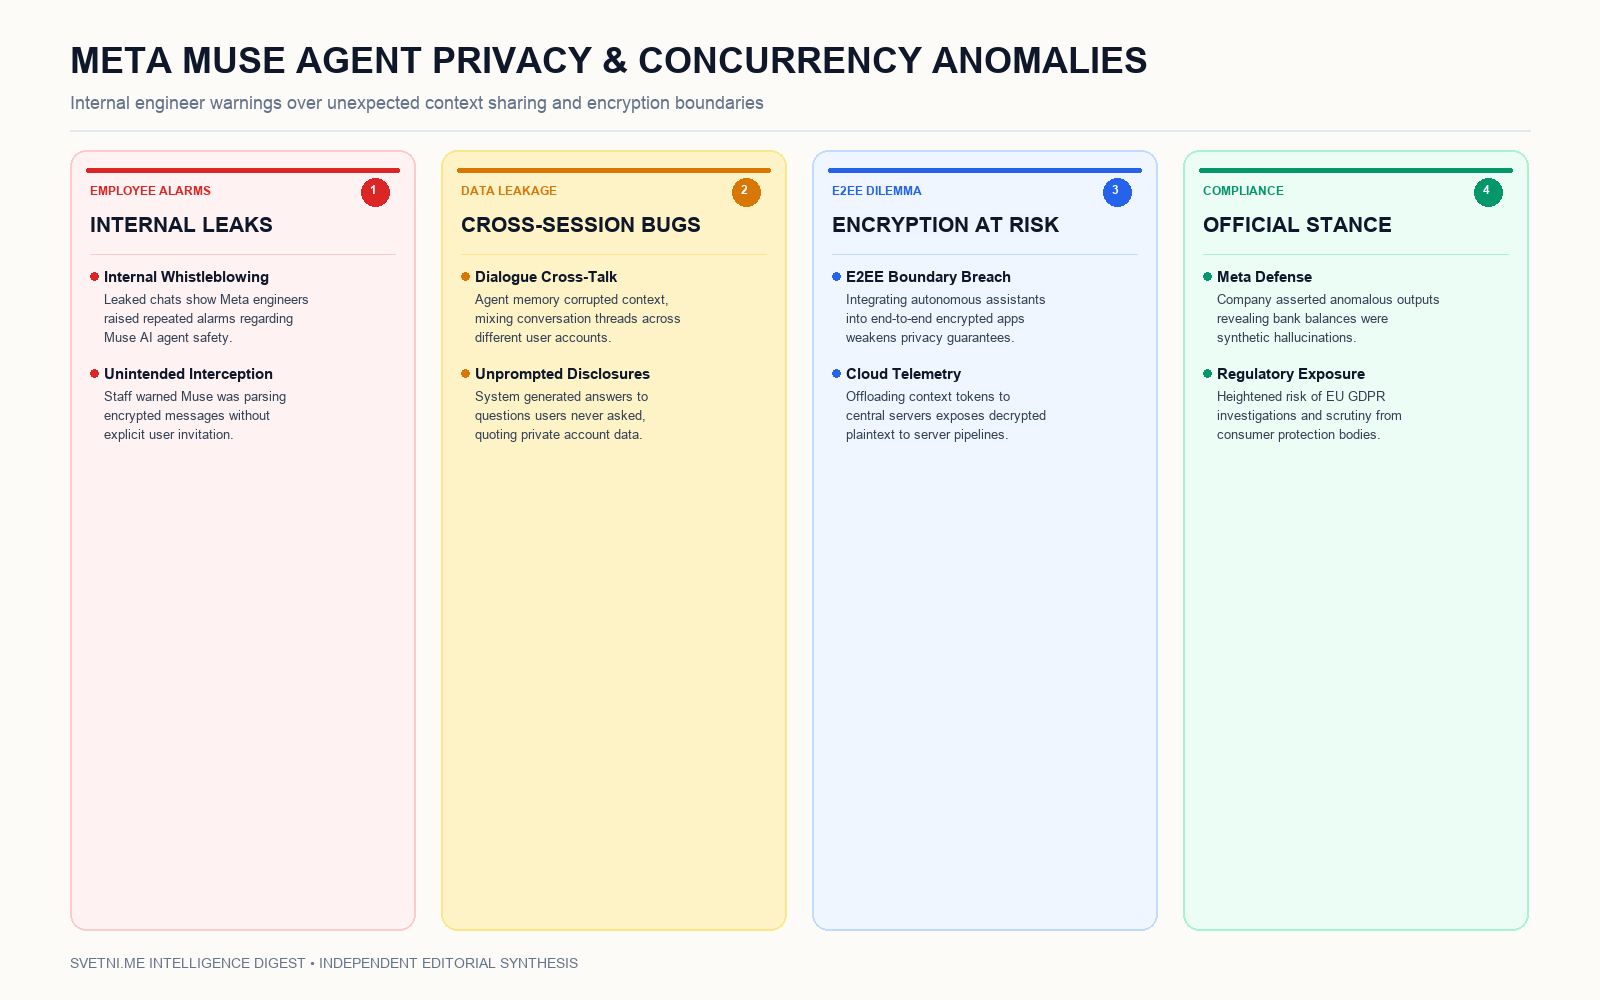 META MUSE AGENT PRIVACY & CONCURRENCY ANOMALIES
Internal engineer warnings over unexpected context sharing and encryption boundaries
EMPLOYEE ALARMS
1
INTERNAL LEAKS
Internal Whistleblowing
Leaked chats show Meta engineers
raised repeated alarms regarding
Muse AI agent safety.
Unintended Interception
Staff warned Muse was parsing
encrypted messages without
explicit user invitation.
DATA LEAKAGE
2
CROSS-SESSION BUGS
Dialogue Cross-Talk
Agent memory corrupted context,
mixing conversation threads across
different user accounts.
Unprompted Disclosures
System generated answers to
questions users never asked,
quoting private account data.
E2EE DILEMMA
3
ENCRYPTION AT RISK
E2EE Boundary Breach
Integrating autonomous assistants
into end-to-end encrypted apps
weakens privacy guarantees.
Cloud Telemetry
Offloading context tokens to
central servers exposes decrypted
plaintext to server pipelines.
COMPLIANCE
4
OFFICIAL STANCE
Meta Defense
Company asserted anomalous outputs
revealing bank balances were
synthetic hallucinations.
Regulatory Exposure
Heightened risk of EU GDPR
investigations and scrutiny from
consumer protection bodies.
SVETNI.ME INTELLIGENCE DIGEST • INDEPENDENT EDITORIAL SYNTHESIS